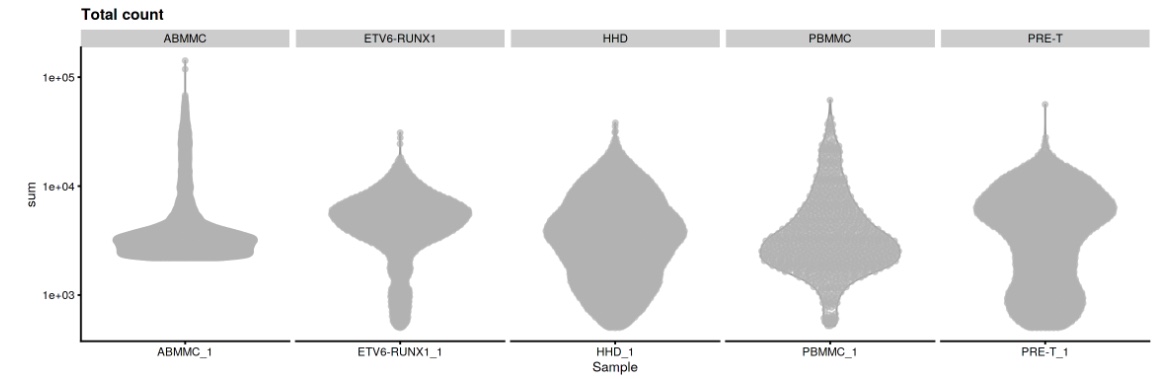 Total count
ABMMC ETV6-RUNX1 HHD PBMMC PRE-T
1e+05
1e+04
1e+03
sum
ABMMC_1 ETV6-RUNX1_1 HHD_1 PBMMC_1 PRE-T_1
Sample